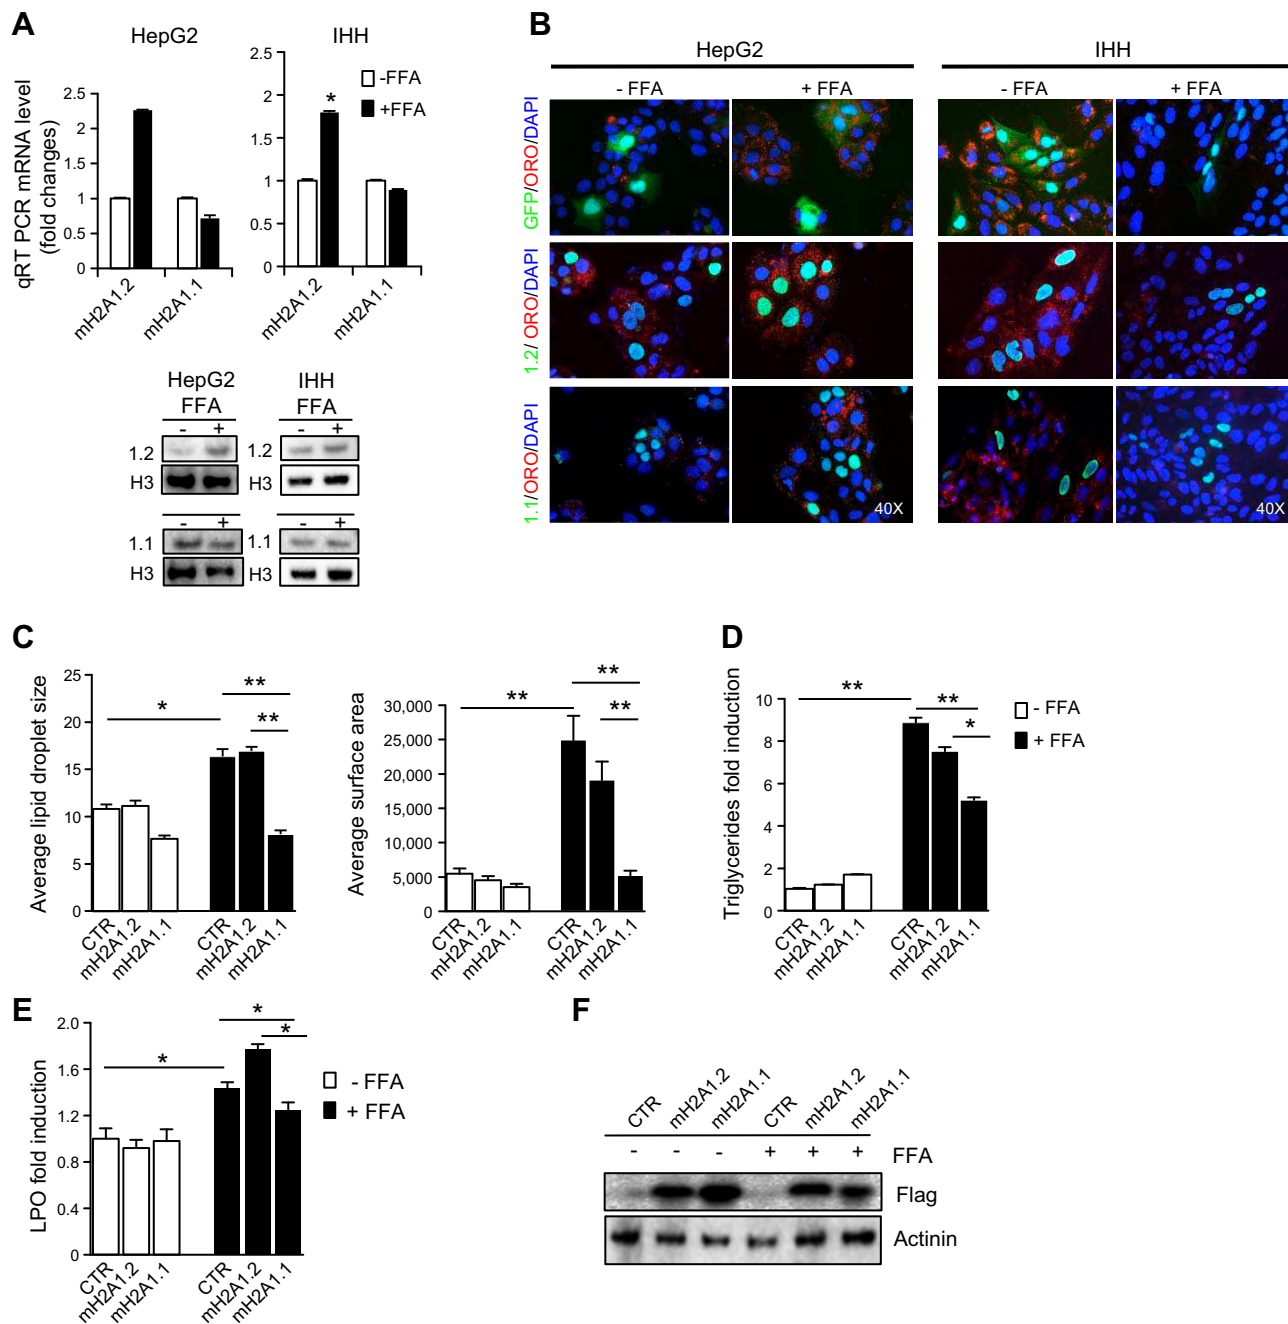 A
HepG2
IHH
qRT PCR mRNA level
(fold changes)
2.5
2
1.5
1
0.5
0
mH2A1.2
mH2A1.1
2.5
2
1.5
1
0.5
0
*
-FFA
+FFA
mH2A1.2
mH2A1.1
HepG2
FFA
IHH
FFA
- +
- +
1.2
1.2
H3
H3
- +
- +
1.1
1.1
H3
H3
B
HepG2
IHH
- FFA
+ FFA
- FFA
+ FFA
GFP/ORO/DAPI
1.2/ ORO/DAPI
1.1/ORO/DAPI
40X
40X
C
Average lipid droplet size
25
20
15
10
5
0
*
**
**
CTR
mH2A1.2
mH2A1.1
CTR
mH2A1.2
mH2A1.1
Average surface area
30,000
25,000
20,000
15,000
10,000
5,000
0
**
**
**
CTR
mH2A1.2
mH2A1.1
CTR
mH2A1.2
mH2A1.1
D
Triglycerides fold induction
10
8
6
4
2
0
**
**
*
- FFA
+ FFA
CTR
mH2A1.2
mH2A1.1
CTR
mH2A1.2
mH2A1.1
E
LPO fold induction
2.0
1.6
1.2
0.8
0.4
0
*
*
*
- FFA
+ FFA
CTR
mH2A1.2
mH2A1.1
CTR
mH2A1.2
mH2A1.1
F
CTR
mH2A1.2
mH2A1.1
CTR
mH2A1.2
mH2A1.1
- - - + + + FFA
Flag
Actinin